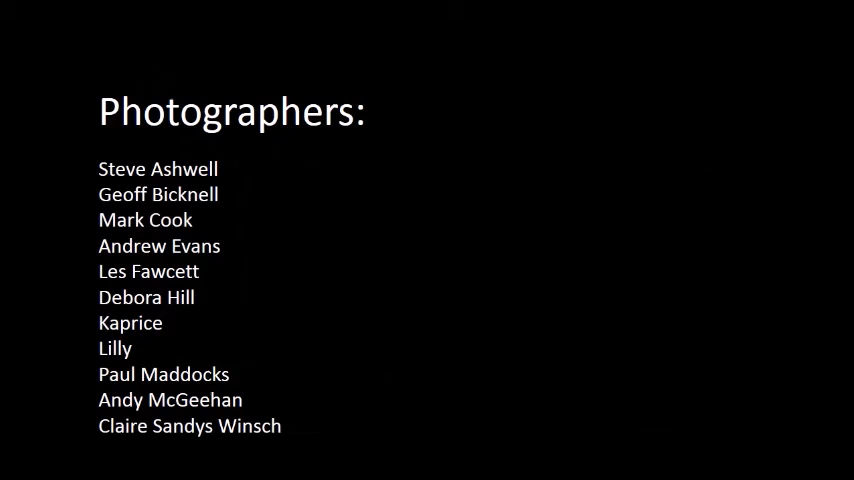 Photographers:
Steve Ashwell
Geoff Bicknell
Mark Cook
Andrew Evans
Les Fawcett
Debora Hill
Kaprice
Lilly
Paul Maddocks
Andy McGeehan
Claire Sandys Winsch